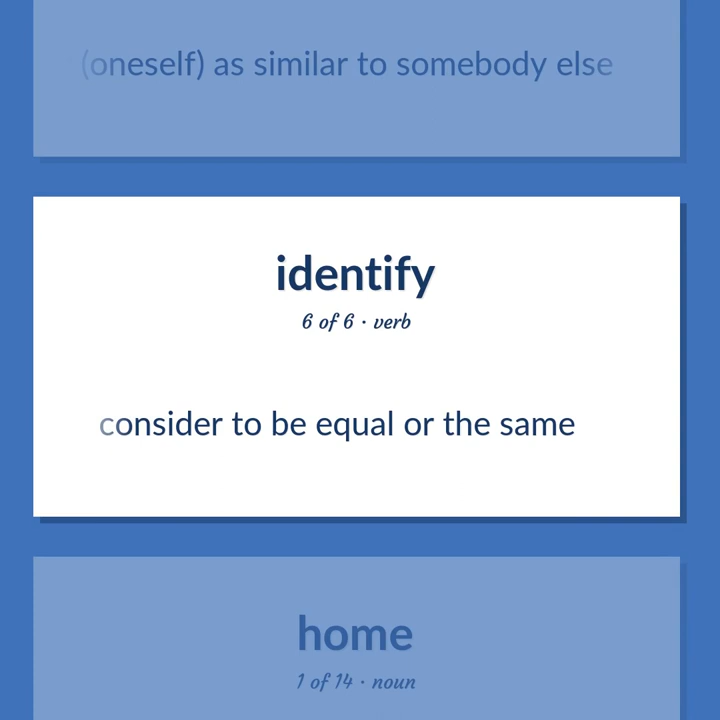 (oneself) as similar to somebody else
identify
6 of 6 · verb
consider to be equal or the same
home
1 of 14 · noun